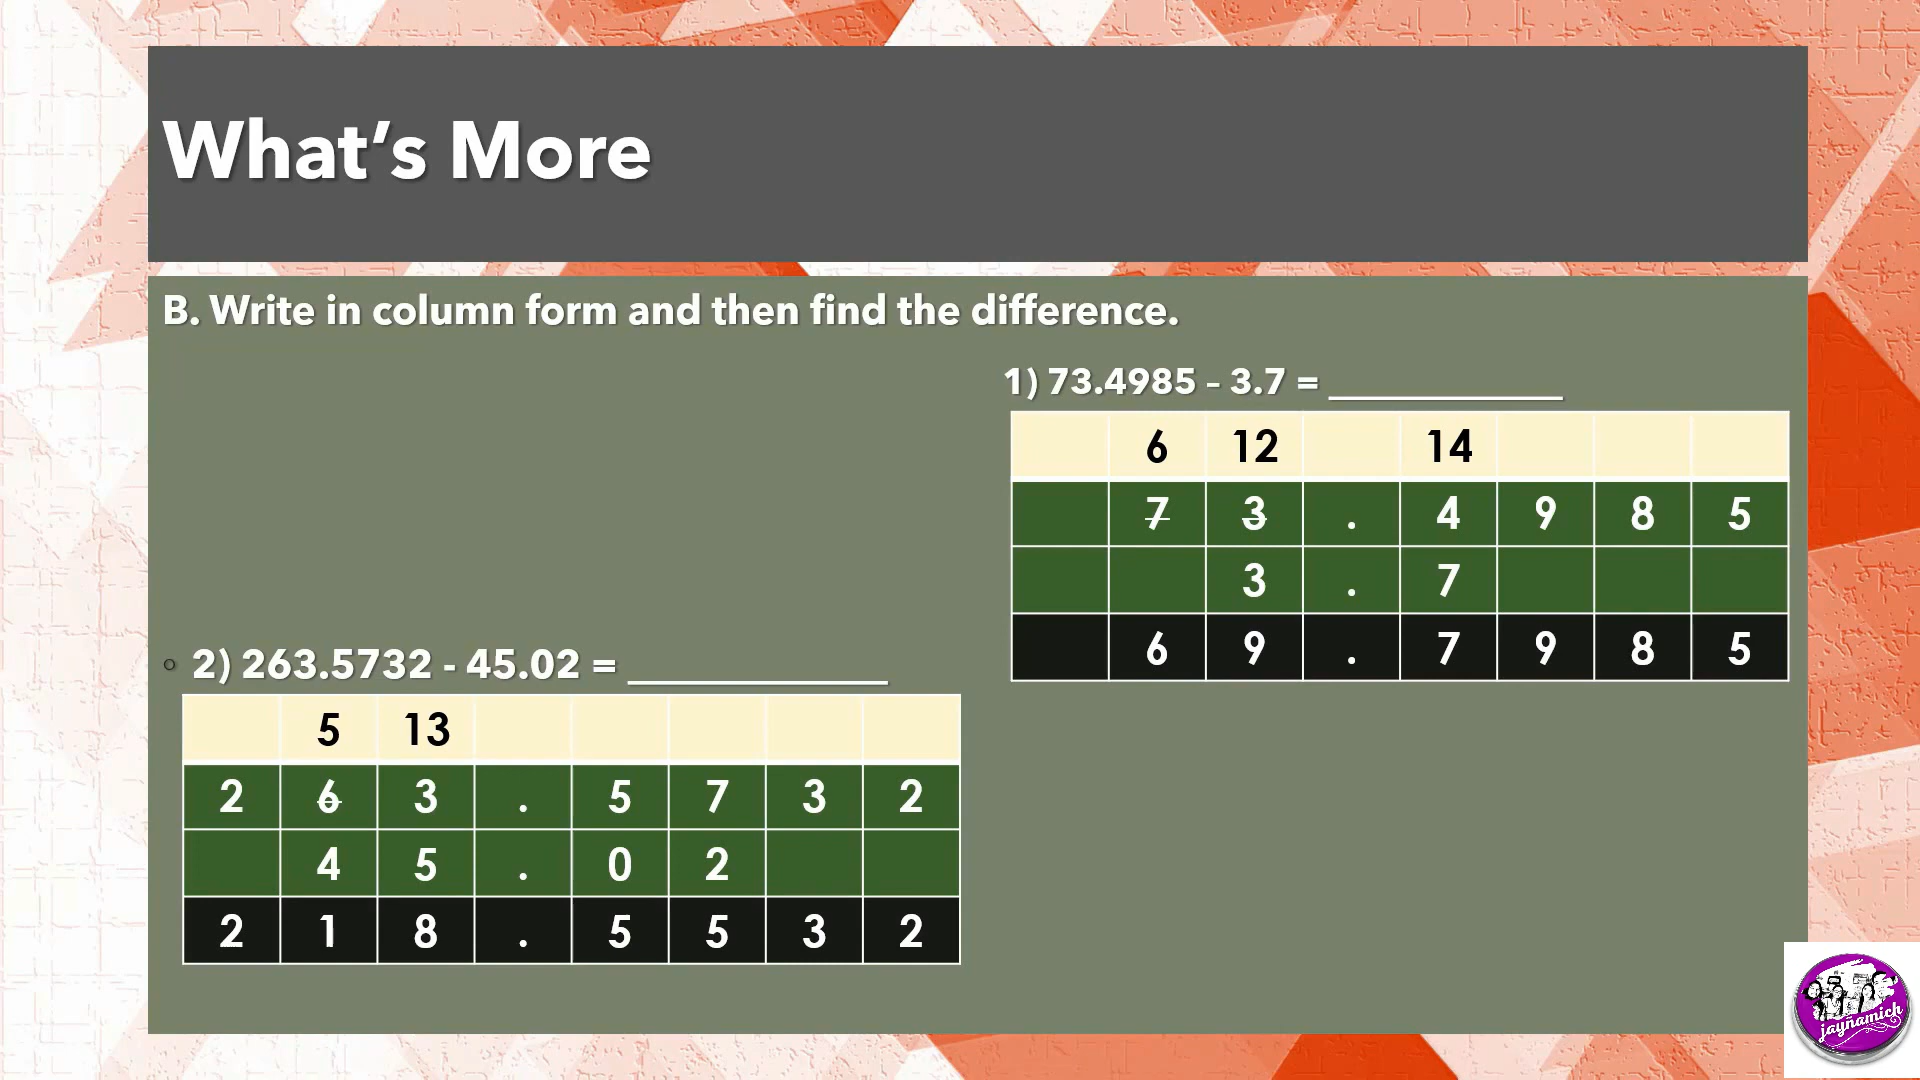 What's More
B. Write in column form and then find the difference.
1) 73.4985 – 3.7 = ____________
6 12 14
7 3 . 4 9 8 5
3 . 7
6 9 . 7 9 8 5
2) 263.5732 - 45.02 = ____________
5 13
2 6 3 . 5 7 3 2
4 5 . 0 2
2 1 8 . 5 5 3 2
jayñamich